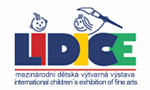 LIDICE
mezinárodní dětská výtvarná výstava
international children's exhibition of fine arts